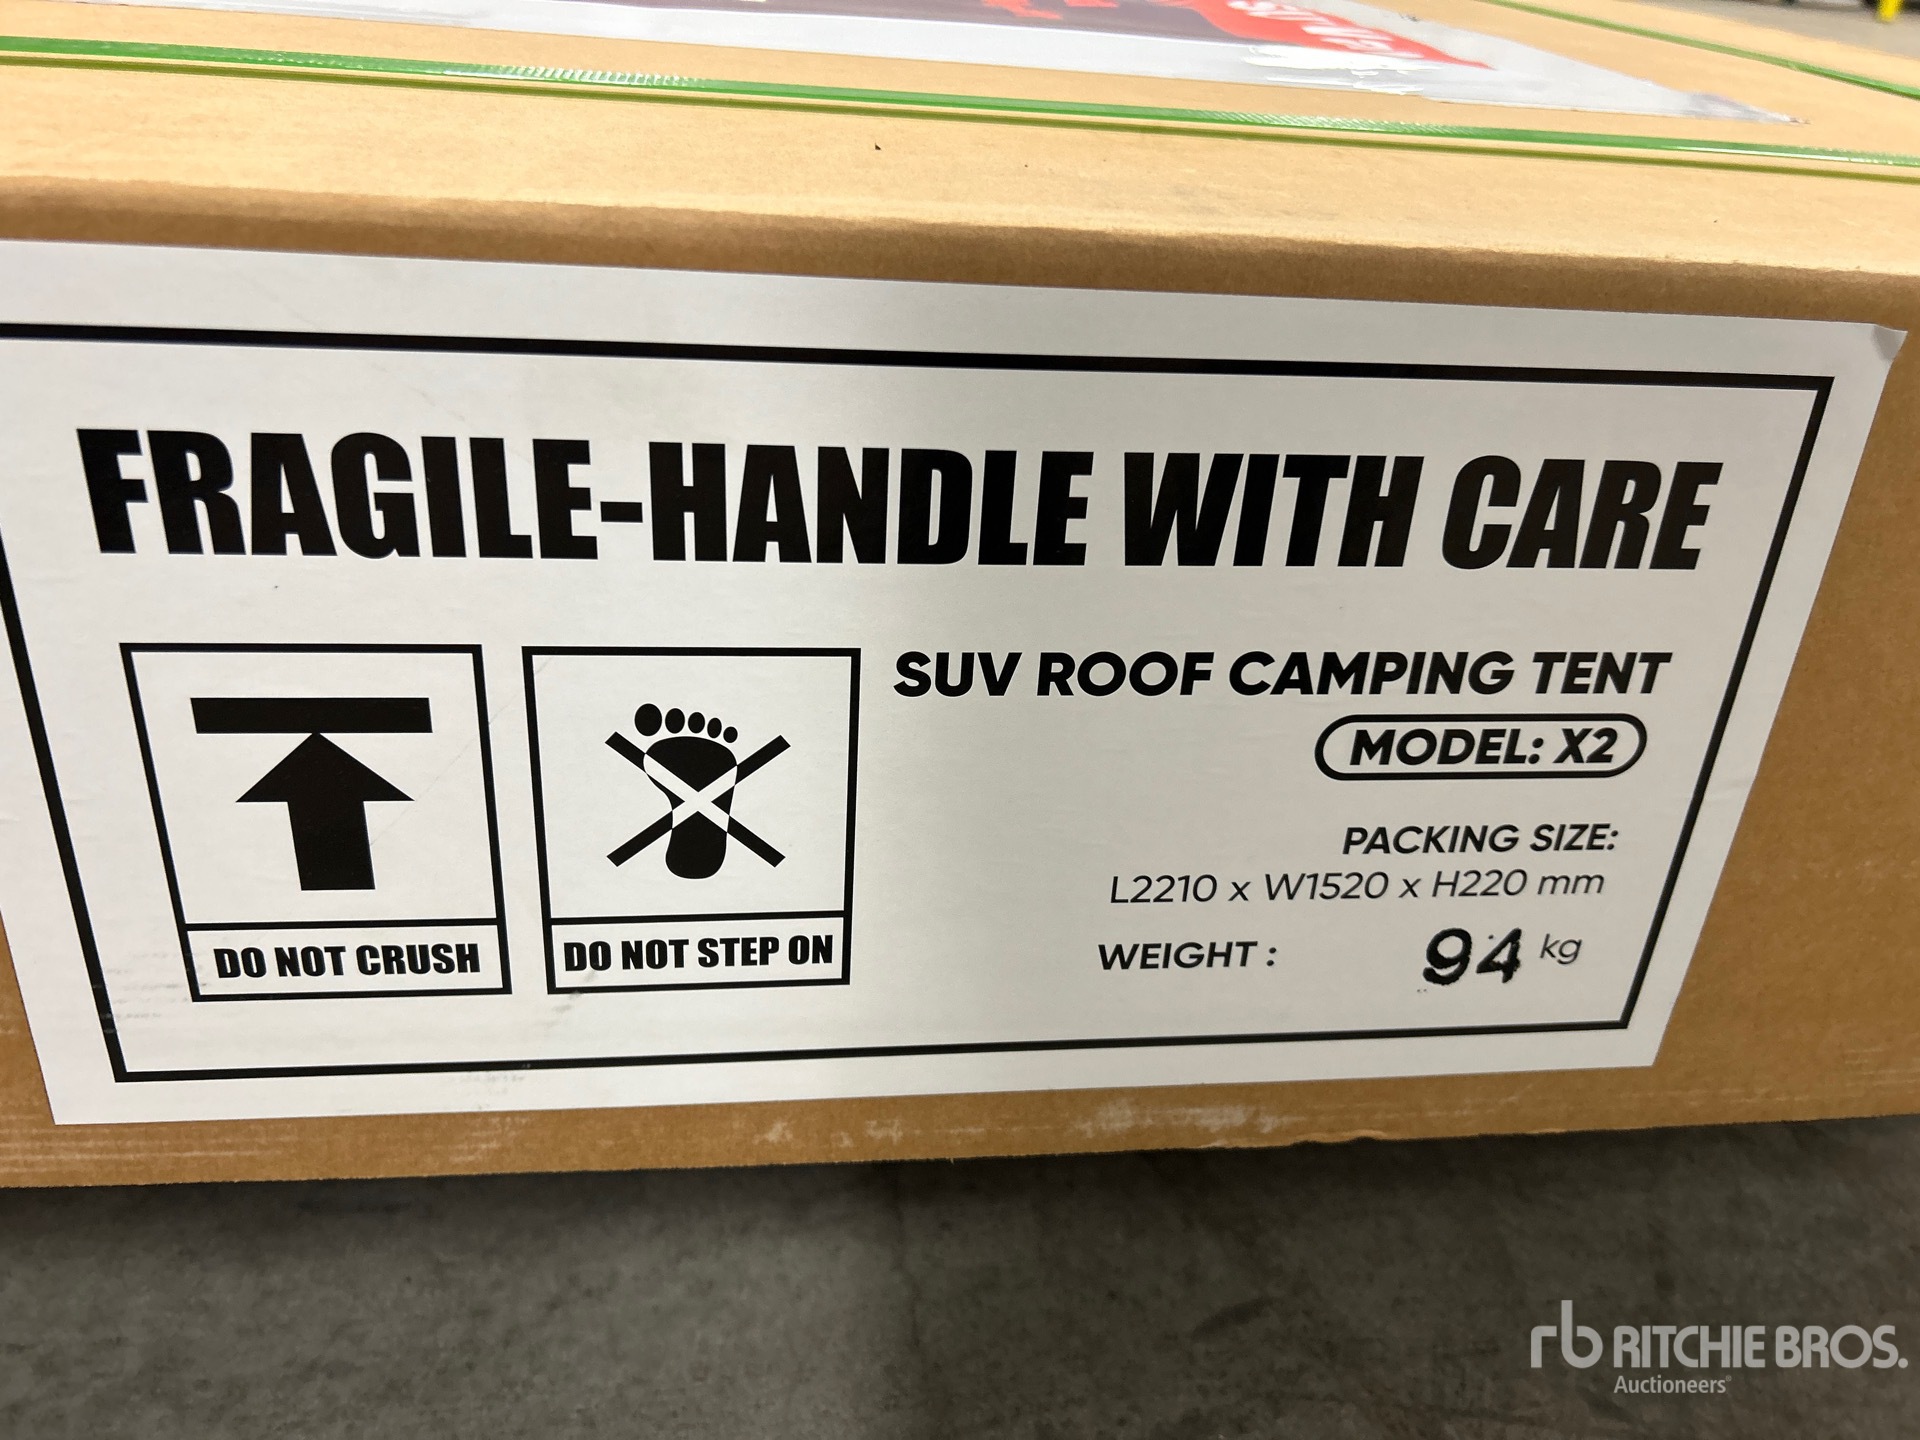 FRAGILE-HANDLE WITH CARE
DO NOT CRUSH
DO NOT STEP ON
SUV ROOF CAMPING TENT
MODEL: X2
PACKING SIZE:
L2210 x W1520 x H220 mm
WEIGHT : 94 kg
rb RITCHIE BROS.
Auctioneers